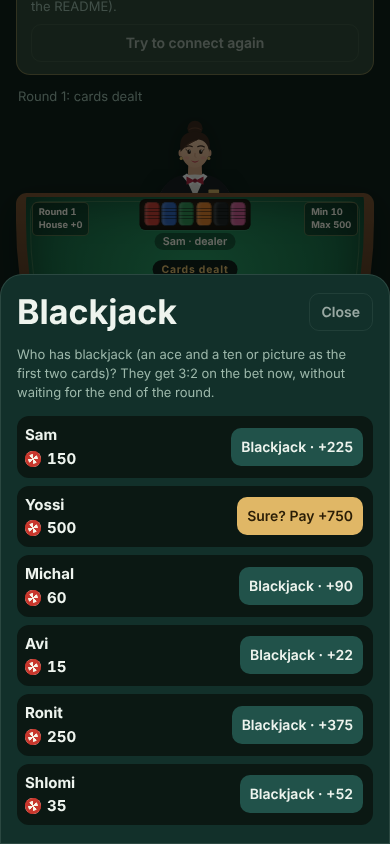 the README).
Try to connect again
Round 1: cards dealt
Round 1
House +0
Min 10
Max 500
Sam · dealer
Cards dealt
Blackjack
Close
Who has blackjack (an ace and a ten or picture as the
first two cards)? They get 3:2 on the bet now, without
waiting for the end of the round.
Sam
150
Blackjack · +225
Yossi
500
Sure? Pay +750
Michal
60
Blackjack · +90
Avi
15
Blackjack · +22
Ronit
250
Blackjack · +375
Shlomi
35
Blackjack · +52